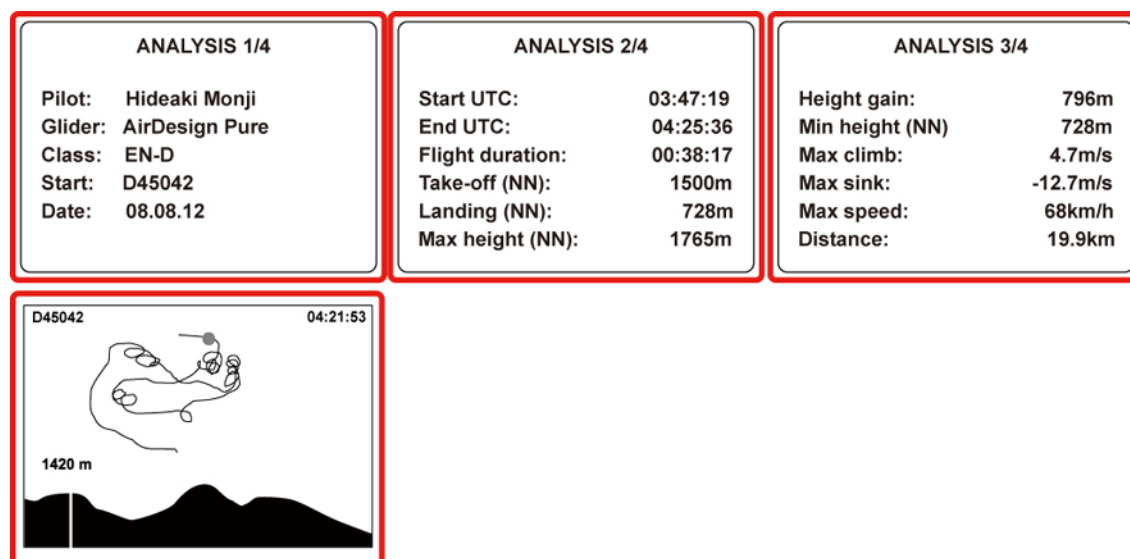 ANALYSIS 1/4
Pilot: Hideaki Monji
Glider: AirDesign Pure
Class: EN-D
Start: D45042
Date: 08.08.12
ANALYSIS 2/4
Start UTC: 03:47:19
End UTC: 04:25:36
Flight duration: 00:38:17
Take-off (NN): 1500m
Landing (NN): 728m
Max height (NN): 1765m
ANALYSIS 3/4
Height gain: 796m
Min height (NN) 728m
Max climb: 4.7m/s
Max sink: -12.7m/s
Max speed: 68km/h
Distance: 19.9km
D45042 04:21:53
1420 m